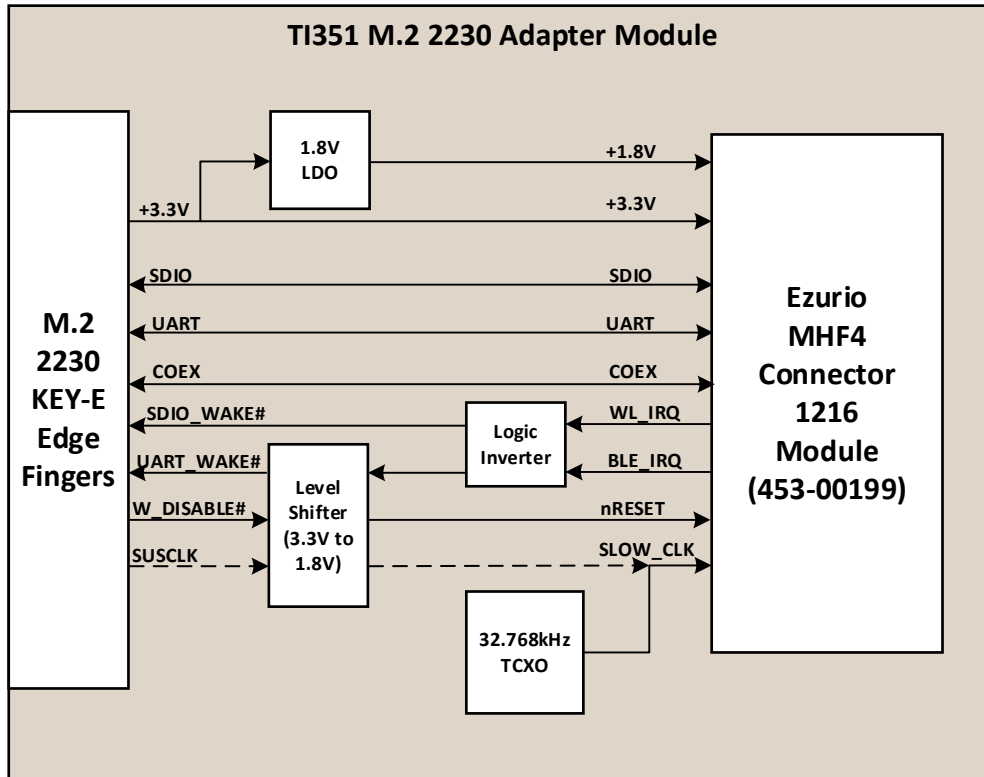 TI351 M.2 2230 Adapter Module
1.8V
LDO
+1.8V
+3.3V
+3.3V
SDIO
SDIO
UART
UART
COEX
COEX
SDIO_WAKE#
WL_IRQ
UART_WAKE#
BLE_IRQ
W_DISABLE#
nRESET
SUSCLK
SLOW_CLK
M.2
2230
KEY-E
Edge
Fingers
Logic
Inverter
Level
Shifter
(3.3V to
1.8V)
32.768kHz
TCXO
Ezurio
MHF4
Connector
1216
Module
(453-00199)